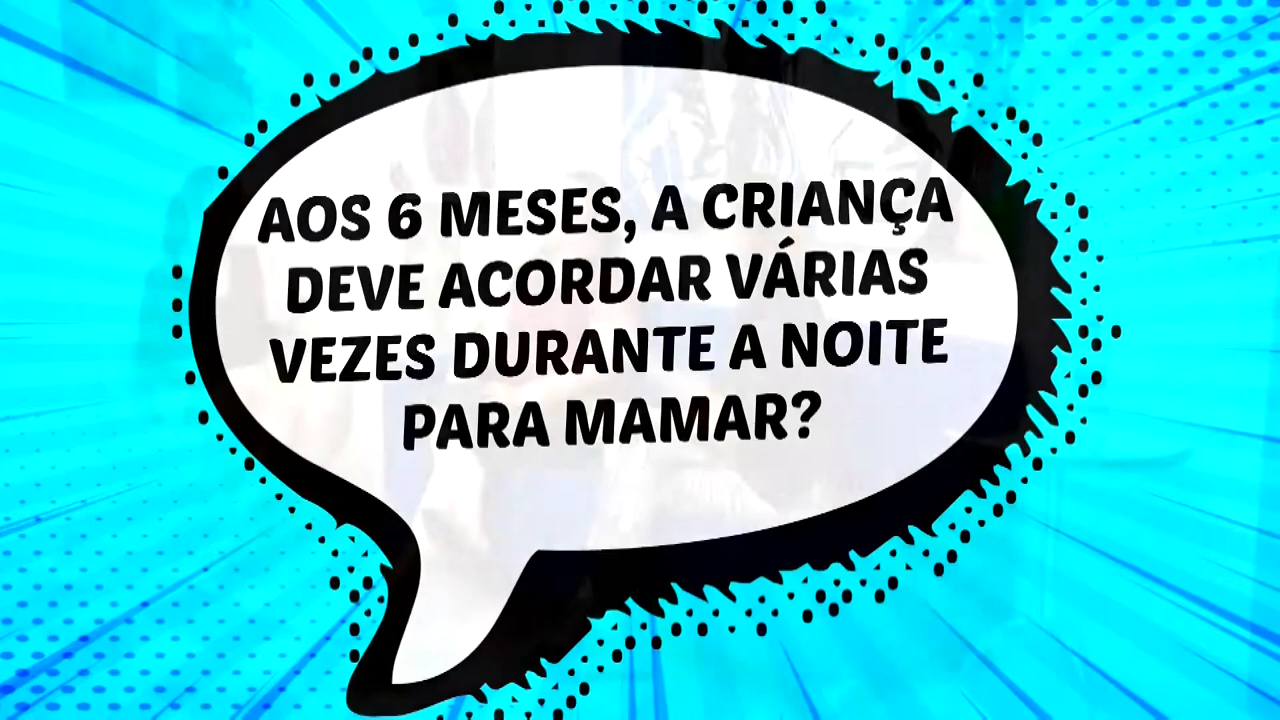 AOS 6 MESES, A CRIANÇA
DEVE ACORDAR VÁRIAS
VEZES DURANTE A NOITE
PARA MAMAR?